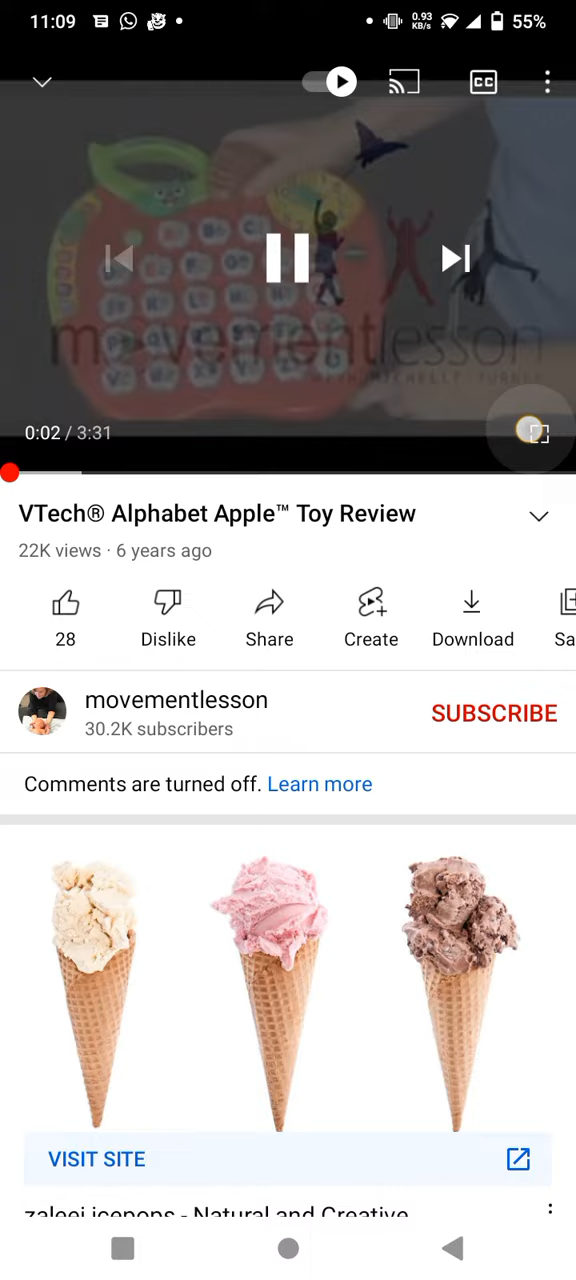 11:09
0.93
KB/s
55%
CC
movementlesson
0:02 / 3:31
VTech® Alphabet Apple™ Toy Review
22K views · 6 years ago
28
Dislike
Share
Create
Download
Sa
movementlesson
30.2K subscribers
SUBSCRIBE
Comments are turned off. Learn more
VISIT SITE
zaleei icepops - Natural and Creative